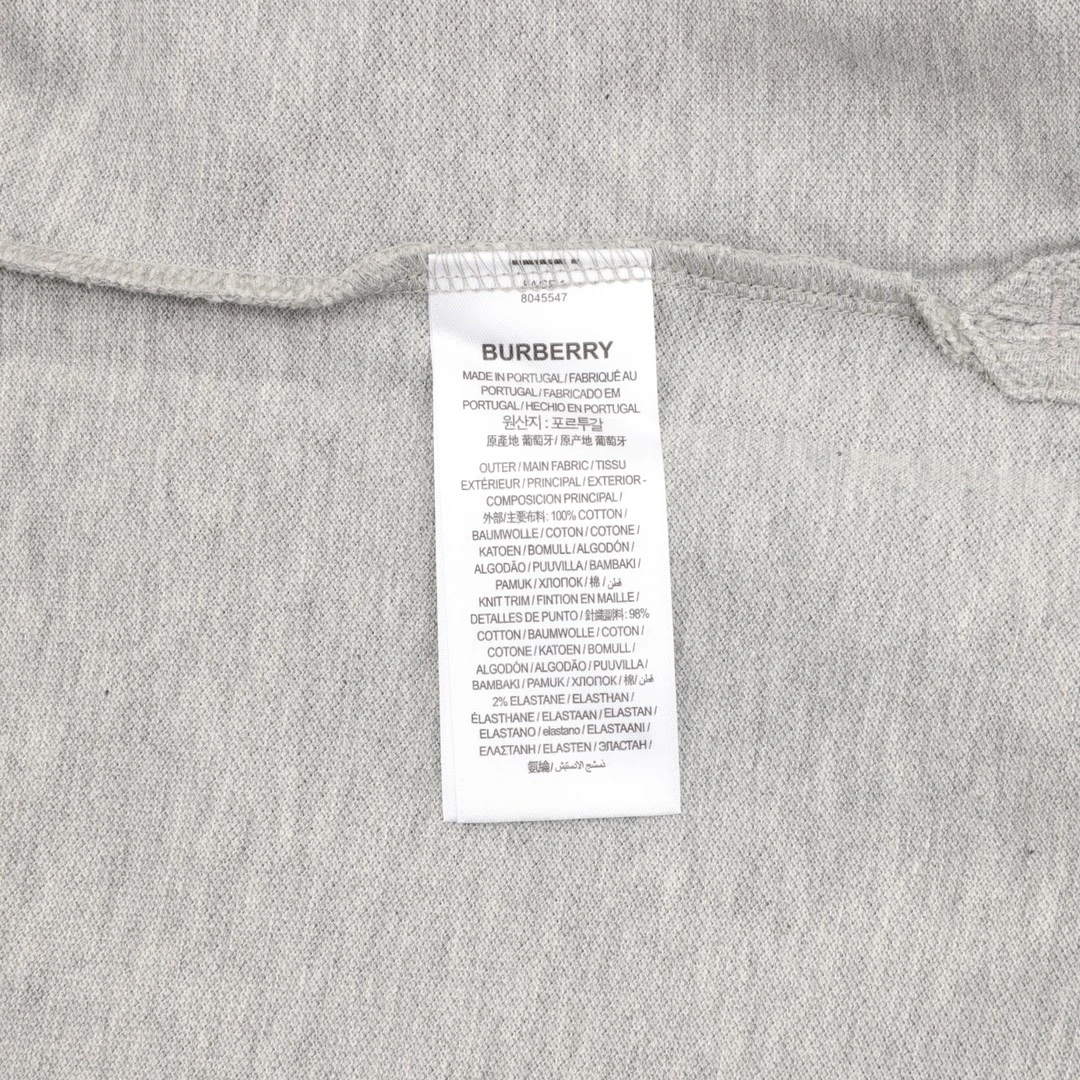 8045547
BURBERRY
MADE IN PORTUGAL / FABRIQUÉ AU
PORTUGAL / FABRICADO EM
PORTUGAL / HECHIO EN PORTUGAL
원산지 : 포르투갈
原產地 葡萄牙 / 原产地 葡萄牙
OUTER / MAIN FABRIC / TISSU
EXTÉRIEUR / PRINCIPAL / EXTERIOR -
COMPOSICION PRINCIPAL /
外部/主要布料: 100% COTTON /
BAUMWOLLE / COTON / COTONE /
KATOEN / BOMULL / ALGODÓN /
ALGODÃO / PUUVILLA / BAMBAKI /
PAMUK / ХЛОПОК / 棉 / قطن
KNIT TRIM / FINTION EN MAILLE /
DETALLES DE PUNTO / 針織副料 : 98%
COTTON / BAUMWOLLE / COTON /
COTONE / KATOEN / BOMULL /
ALGODÓN / ALGODÃO / PUUVILLA /
BAMBAKI / PAMUK / ХЛОПОК / 棉/ قطن
2% ELASTANE / ELASTHAN /
ÉLASTHANE / ELASTAAN / ELASTAN /
ELASTANO / elastano / ELASTAANI /
ΕΛΑΣΤΑΝΗ / ELASTEN / ЭЛАСТАН /
氨綸/